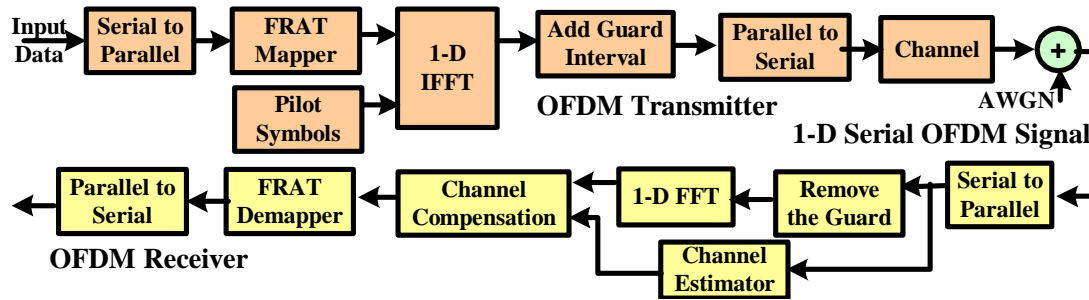 Input
Data
Serial to
Parallel
FRAT
Mapper
Pilot
Symbols
1-D
IFFT
Add Guard
Interval
Parallel to
Serial
Channel
+
AWGN
OFDM Transmitter
1-D Serial OFDM Signal
Parallel to
Serial
FRAT
Demapper
Channel
Compensation
1-D FFT
Remove
the Guard
Serial to
Parallel
Channel
Estimator
OFDM Receiver